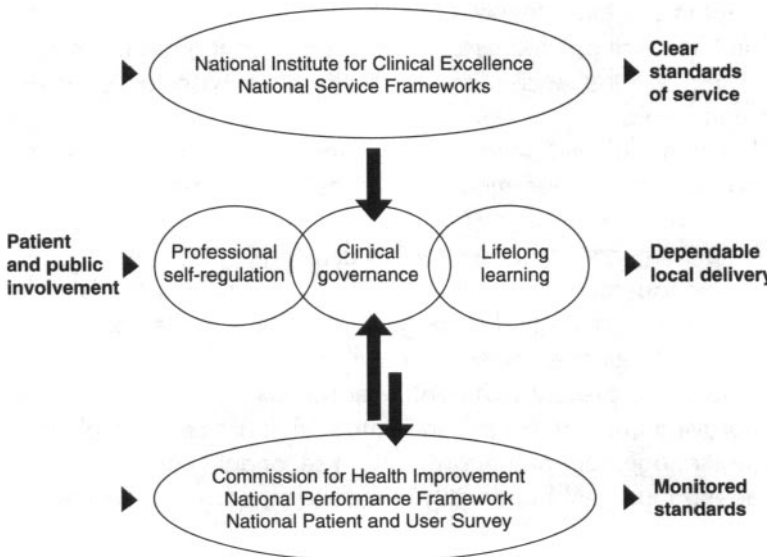 National Institute for Clinical Excellence
National Service Frameworks
Clear
standards
of service
Patient
and public
involvement
Professional
self-regulation
Clinical
governance
Lifelong
learning
Dependable
local delivery
Commission for Health Improvement
National Performance Framework
National Patient and User Survey
Monitored
standards